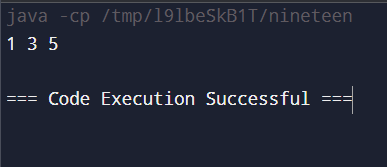 java -cp /tmp/l9lbeSkB1T/nineteen
1 3 5
=== Code Execution Successful ===